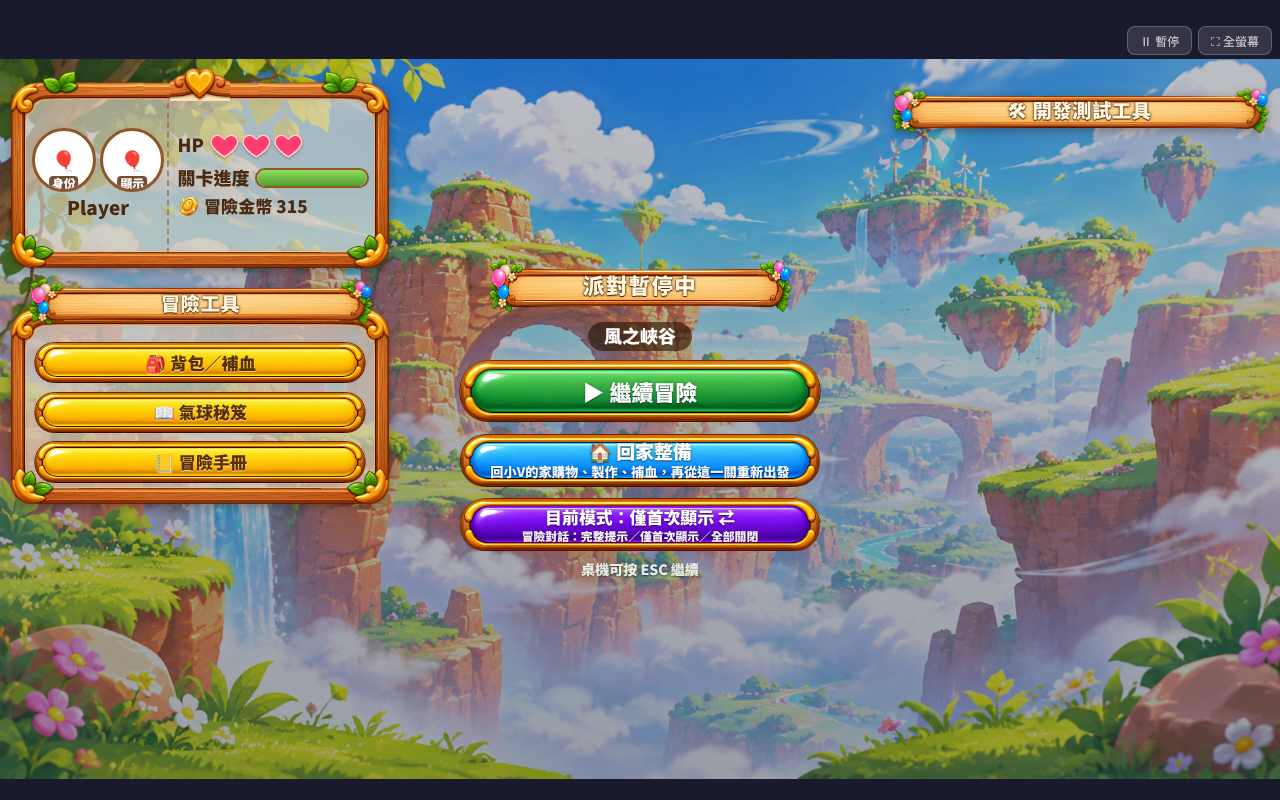 ⏸ 暫停
⛶ 全螢幕
HP
關卡進度
冒險金幣 315
身份
顯示
Player
🛠 開發測試工具
冒險工具
🎒 背包／補血
📖 氣球秘笈
📒 冒險手冊
派對暫停中
風之峽谷
▶ 繼續冒險
🏠 回家整備
回小V的家購物、製作、補血，再從這一關重新出發
目前模式：僅首次顯示 ⇄
冒險對話：完整提示／僅首次顯示／全部關閉
桌機可按 ESC 繼續